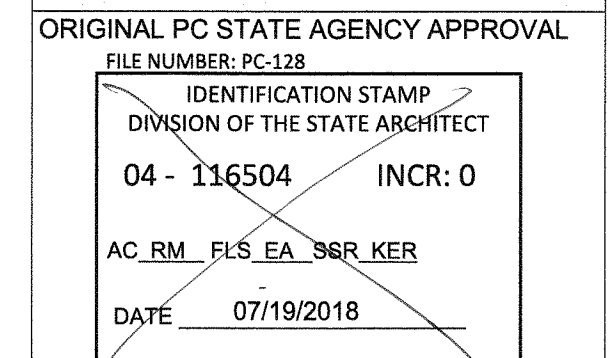 ORIGINAL PC STATE AGENCY APPROVAL
FILE NUMBER: PC-128
IDENTIFICATION STAMP
DIVISION OF THE STATE ARCHITECT
04 - 116504 INCR: 0
AC RM FLS EA SSR KER
DATE 07/19/2018